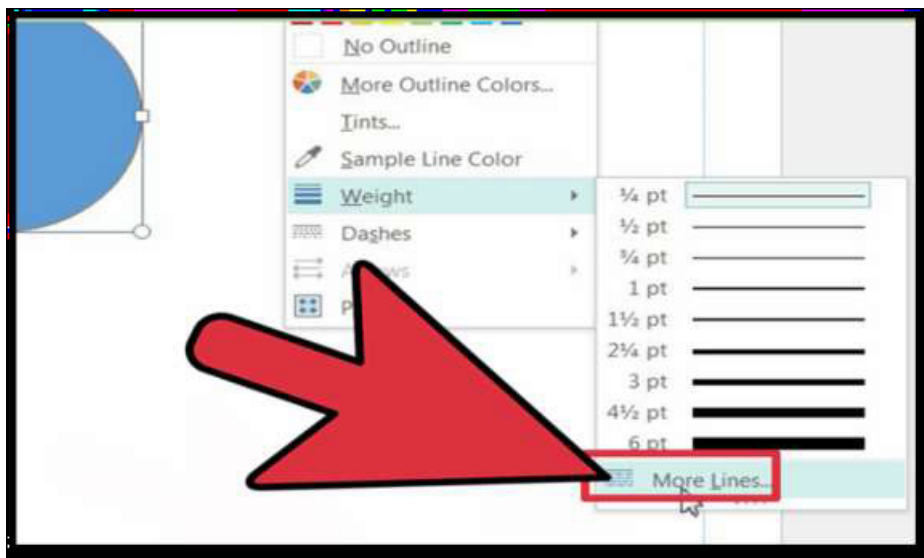 No Outline
More Outline Colors...
Tints...
Sample Line Color
Weight
Dashes
¼ pt
½ pt
¾ pt
1 pt
1½ pt
2¼ pt
3 pt
4½ pt
6 pt
More Lines...